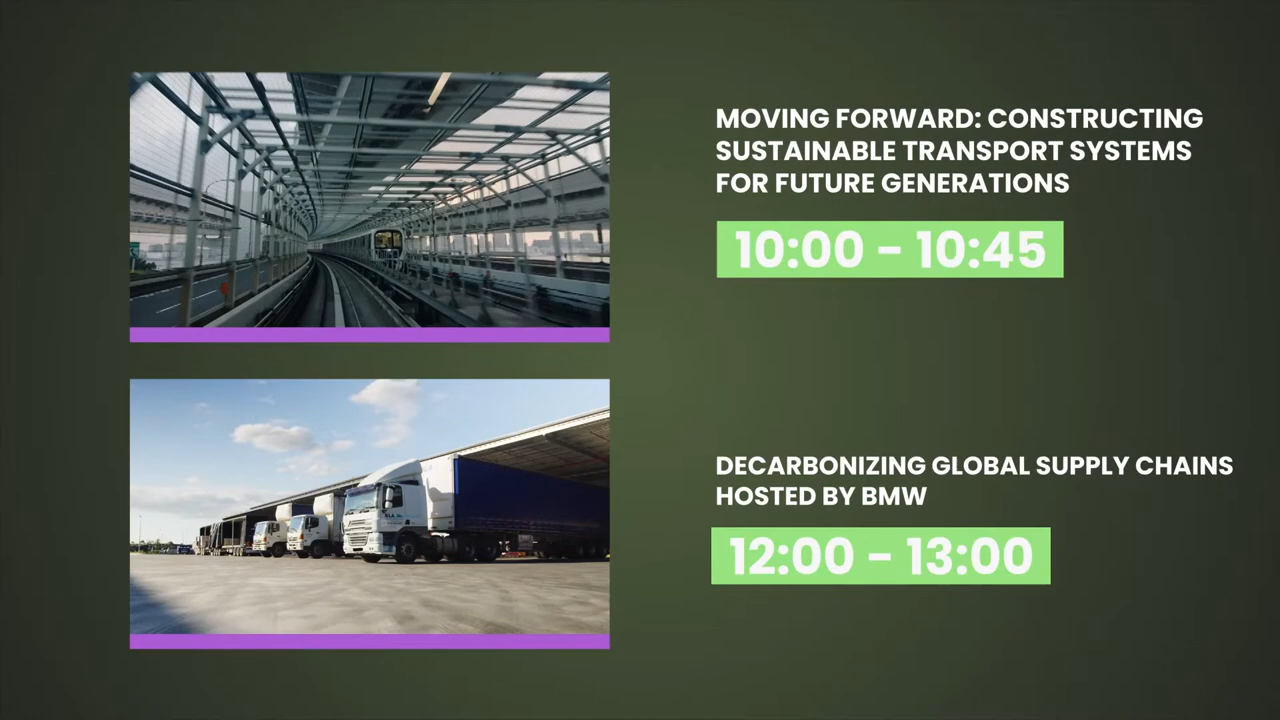 MOVING FORWARD: CONSTRUCTING
SUSTAINABLE TRANSPORT SYSTEMS
FOR FUTURE GENERATIONS
10:00 - 10:45
DECARBONIZING GLOBAL SUPPLY CHAINS
HOSTED BY BMW
12:00 - 13:00